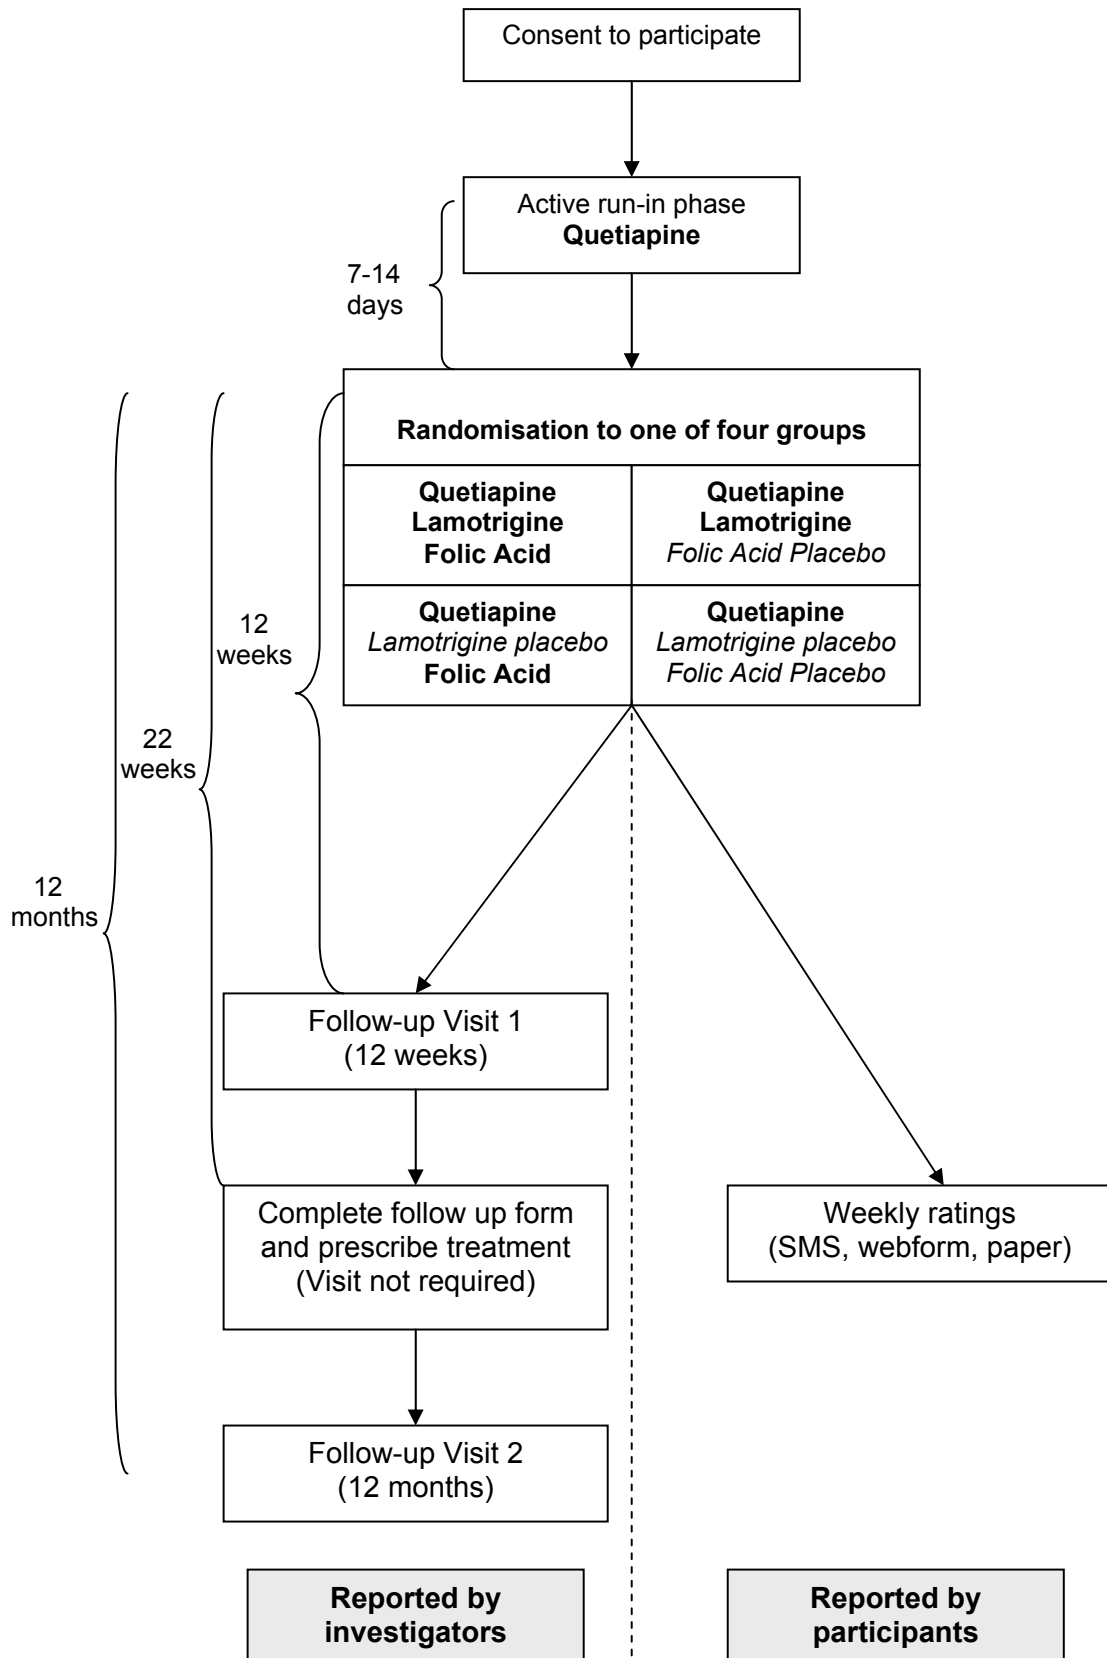 Consent to participate
Active run-in phase
Quetiapine
7-14
days
Randomisation to one of four groups
Quetiapine
Lamotrigine
Folic Acid
Quetiapine
Lamotrigine
Folic Acid Placebo
Quetiapine
Lamotrigine placebo
Folic Acid
Quetiapine
Lamotrigine placebo
Folic Acid Placebo
12
weeks
22
weeks
12
months
Follow-up Visit 1
(12 weeks)
Complete follow up form
and prescribe treatment
(Visit not required)
Weekly ratings
(SMS, webform, paper)
Follow-up Visit 2
(12 months)
Reported by
investigators
Reported by
participants